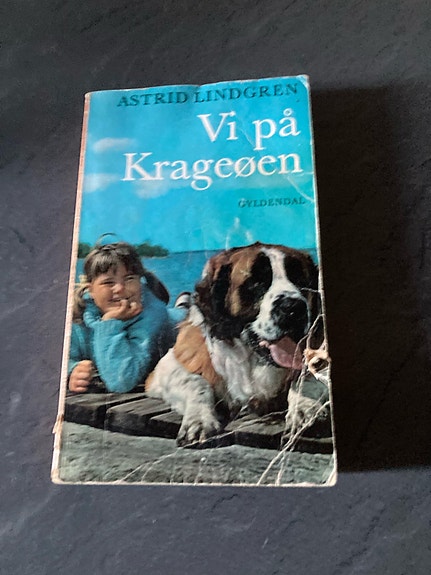 ASTRID LINDGREN
Vi på
Krageøen
GYLDENDAL